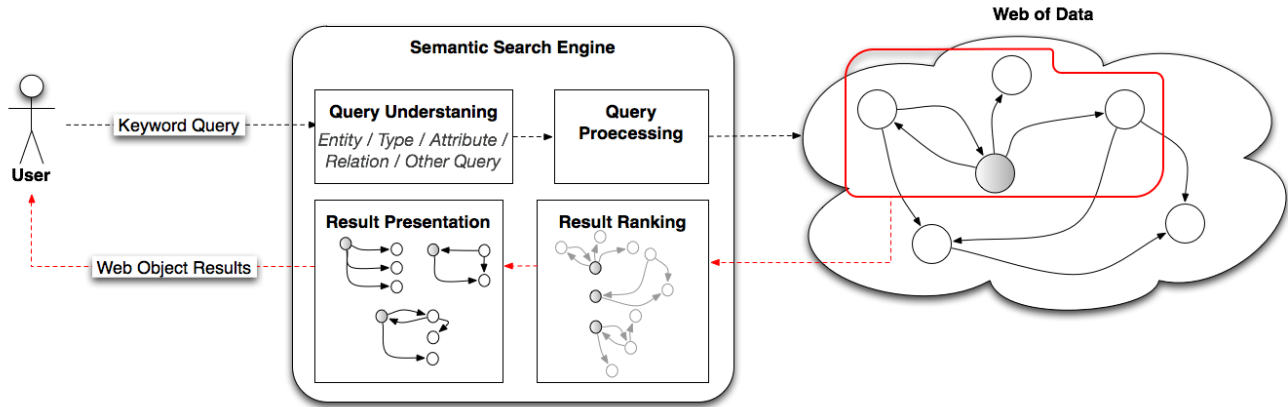 Web of Data
Semantic Search Engine
Query Understaning
Entity / Type / Attribute /
Relation / Other Query
Query
Proecessing
Keyword Query
User
Result Presentation
Result Ranking
Web Object Results